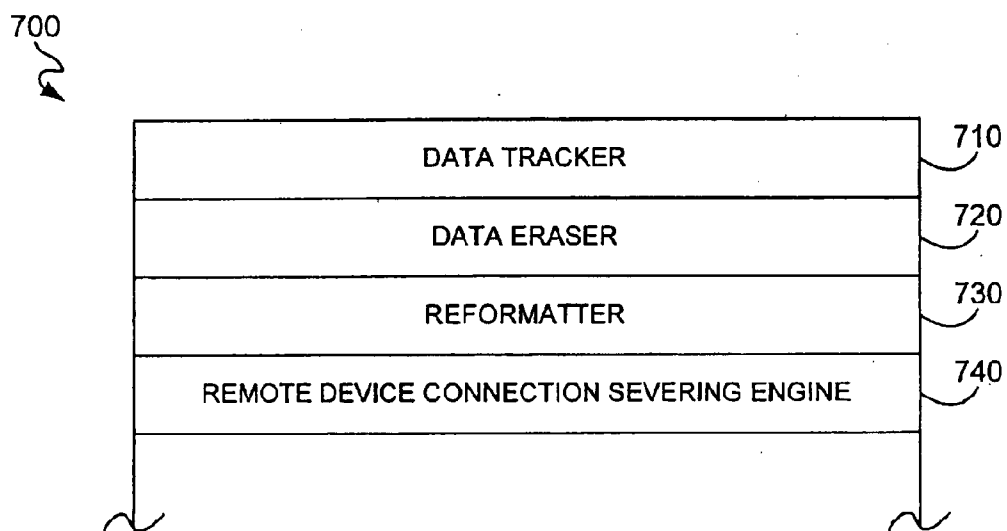 700
DATA TRACKER 710
DATA ERASER 720
REFORMATTER 730
REMOTE DEVICE CONNECTION SEVERING ENGINE 740